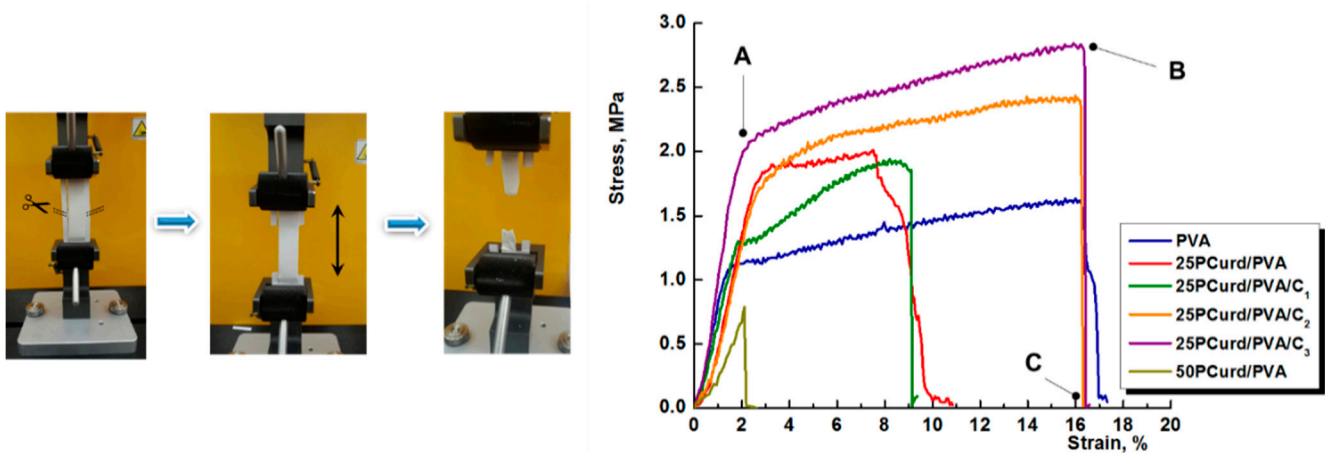 3.0
2.5
2.0
1.5
1.0
0.5
0.0
Stress, MPa
A
B
C
PVA
25PCurd/PVA
25PCurd/PVA/C₁
25PCurd/PVA/C₂
25PCurd/PVA/C₃
50PCurd/PVA
0 2 4 6 8 10 12 14 16 18 20
Strain, %